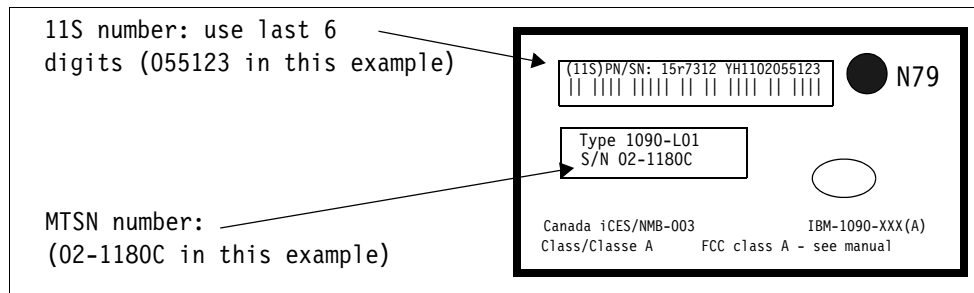 11S number: use last 6
digits (055123 in this example)
(11S)PN/SN: 15r7312 YH1102055123
N79
Type 1090-L01
S/N 02-1180C
MTSN number:
(02-1180C in this example)
Canada iCES/NMB-003 IBM-1090-XXX(A)
Class/Classe A FCC class A - see manual